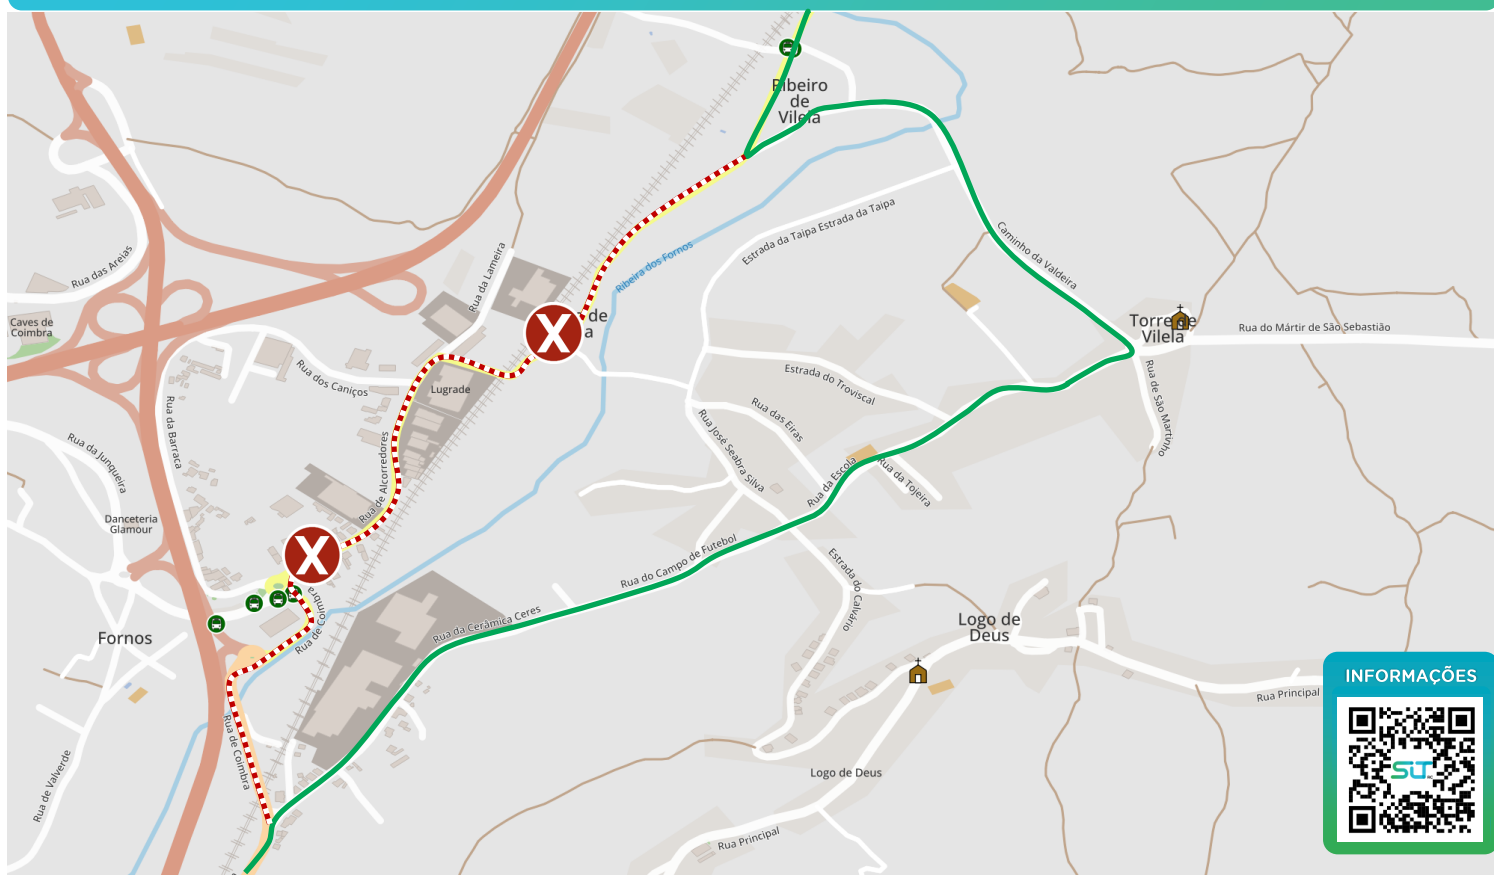 Ribeiro
de
Vilela
Rua das Areias
Rua da Lameira
Estrada da Taipa Estrada da Taipa
Caminho da Valdeira
Ribeira dos Fornos
Caves de
Coimbra
de
a
Torre de
Vilela
Rua do Mártir de São Sebastião
Rua dos Caniços
Lugrade
Estrada do Troviscal
Rua de São Martinho
Rua da Barraca
Rua das Eiras
Rua José Seabra Silva
Rua da Junqueira
Rua de Alcorredores
Rua da Escola
Rua da Tojeira
Danceteria
Glamour
Rua do Campo de Futebol
Estrada do Calvário
Rua da Cerâmica Ceres
Fornos
Rua de Coimbra
Logo de
Deus
Rua de Coimbra
Rua Principal
Rua de Valverde
Logo de Deus
Rua Principal
INFORMAÇÕES
SiT
X
X